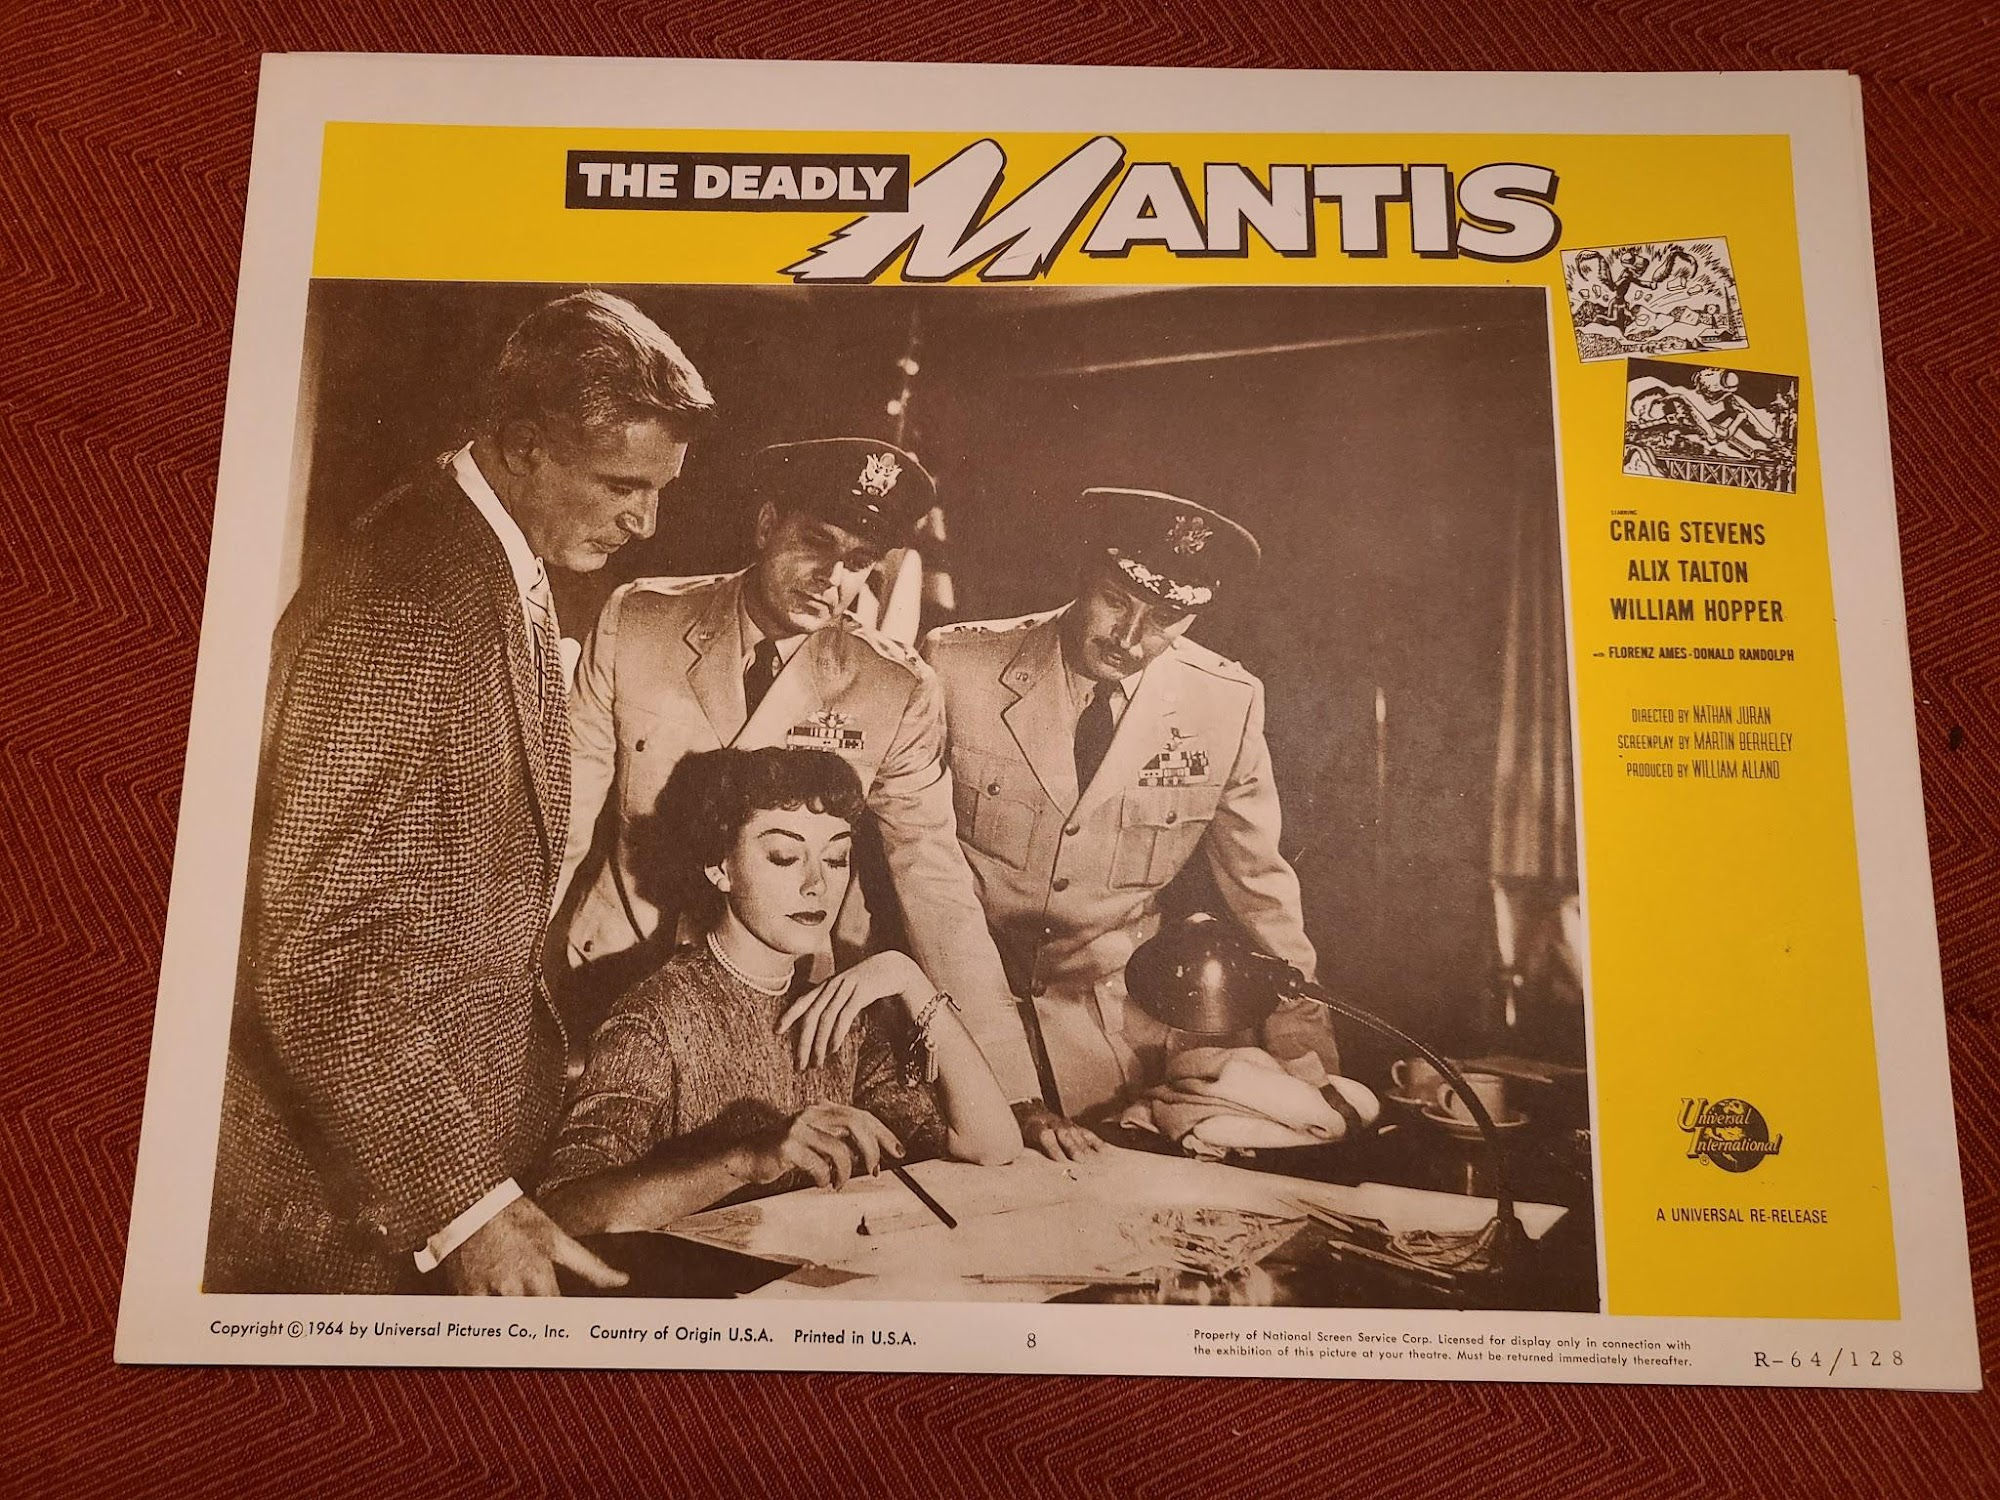 THE DEADLY MANTIS
STARRING
CRAIG STEVENS
ALIX TALTON
WILLIAM HOPPER
with FLORENZ AMES-DONALD RANDOLPH
DIRECTED BY NATHAN JURAN
SCREENPLAY BY MARTIN BERKELEY
PRODUCED BY WILLIAM ALLAND
Universal
International
®
A UNIVERSAL RE-RELEASE
Copyright © 1964 by Universal Pictures Co., Inc. Country of Origin U.S.A. Printed in U.S.A.
8
Property of National Screen Service Corp. Licensed for display only in connection with
the exhibition of this picture at your theatre. Must be returned immediately thereafter.
R-64/128